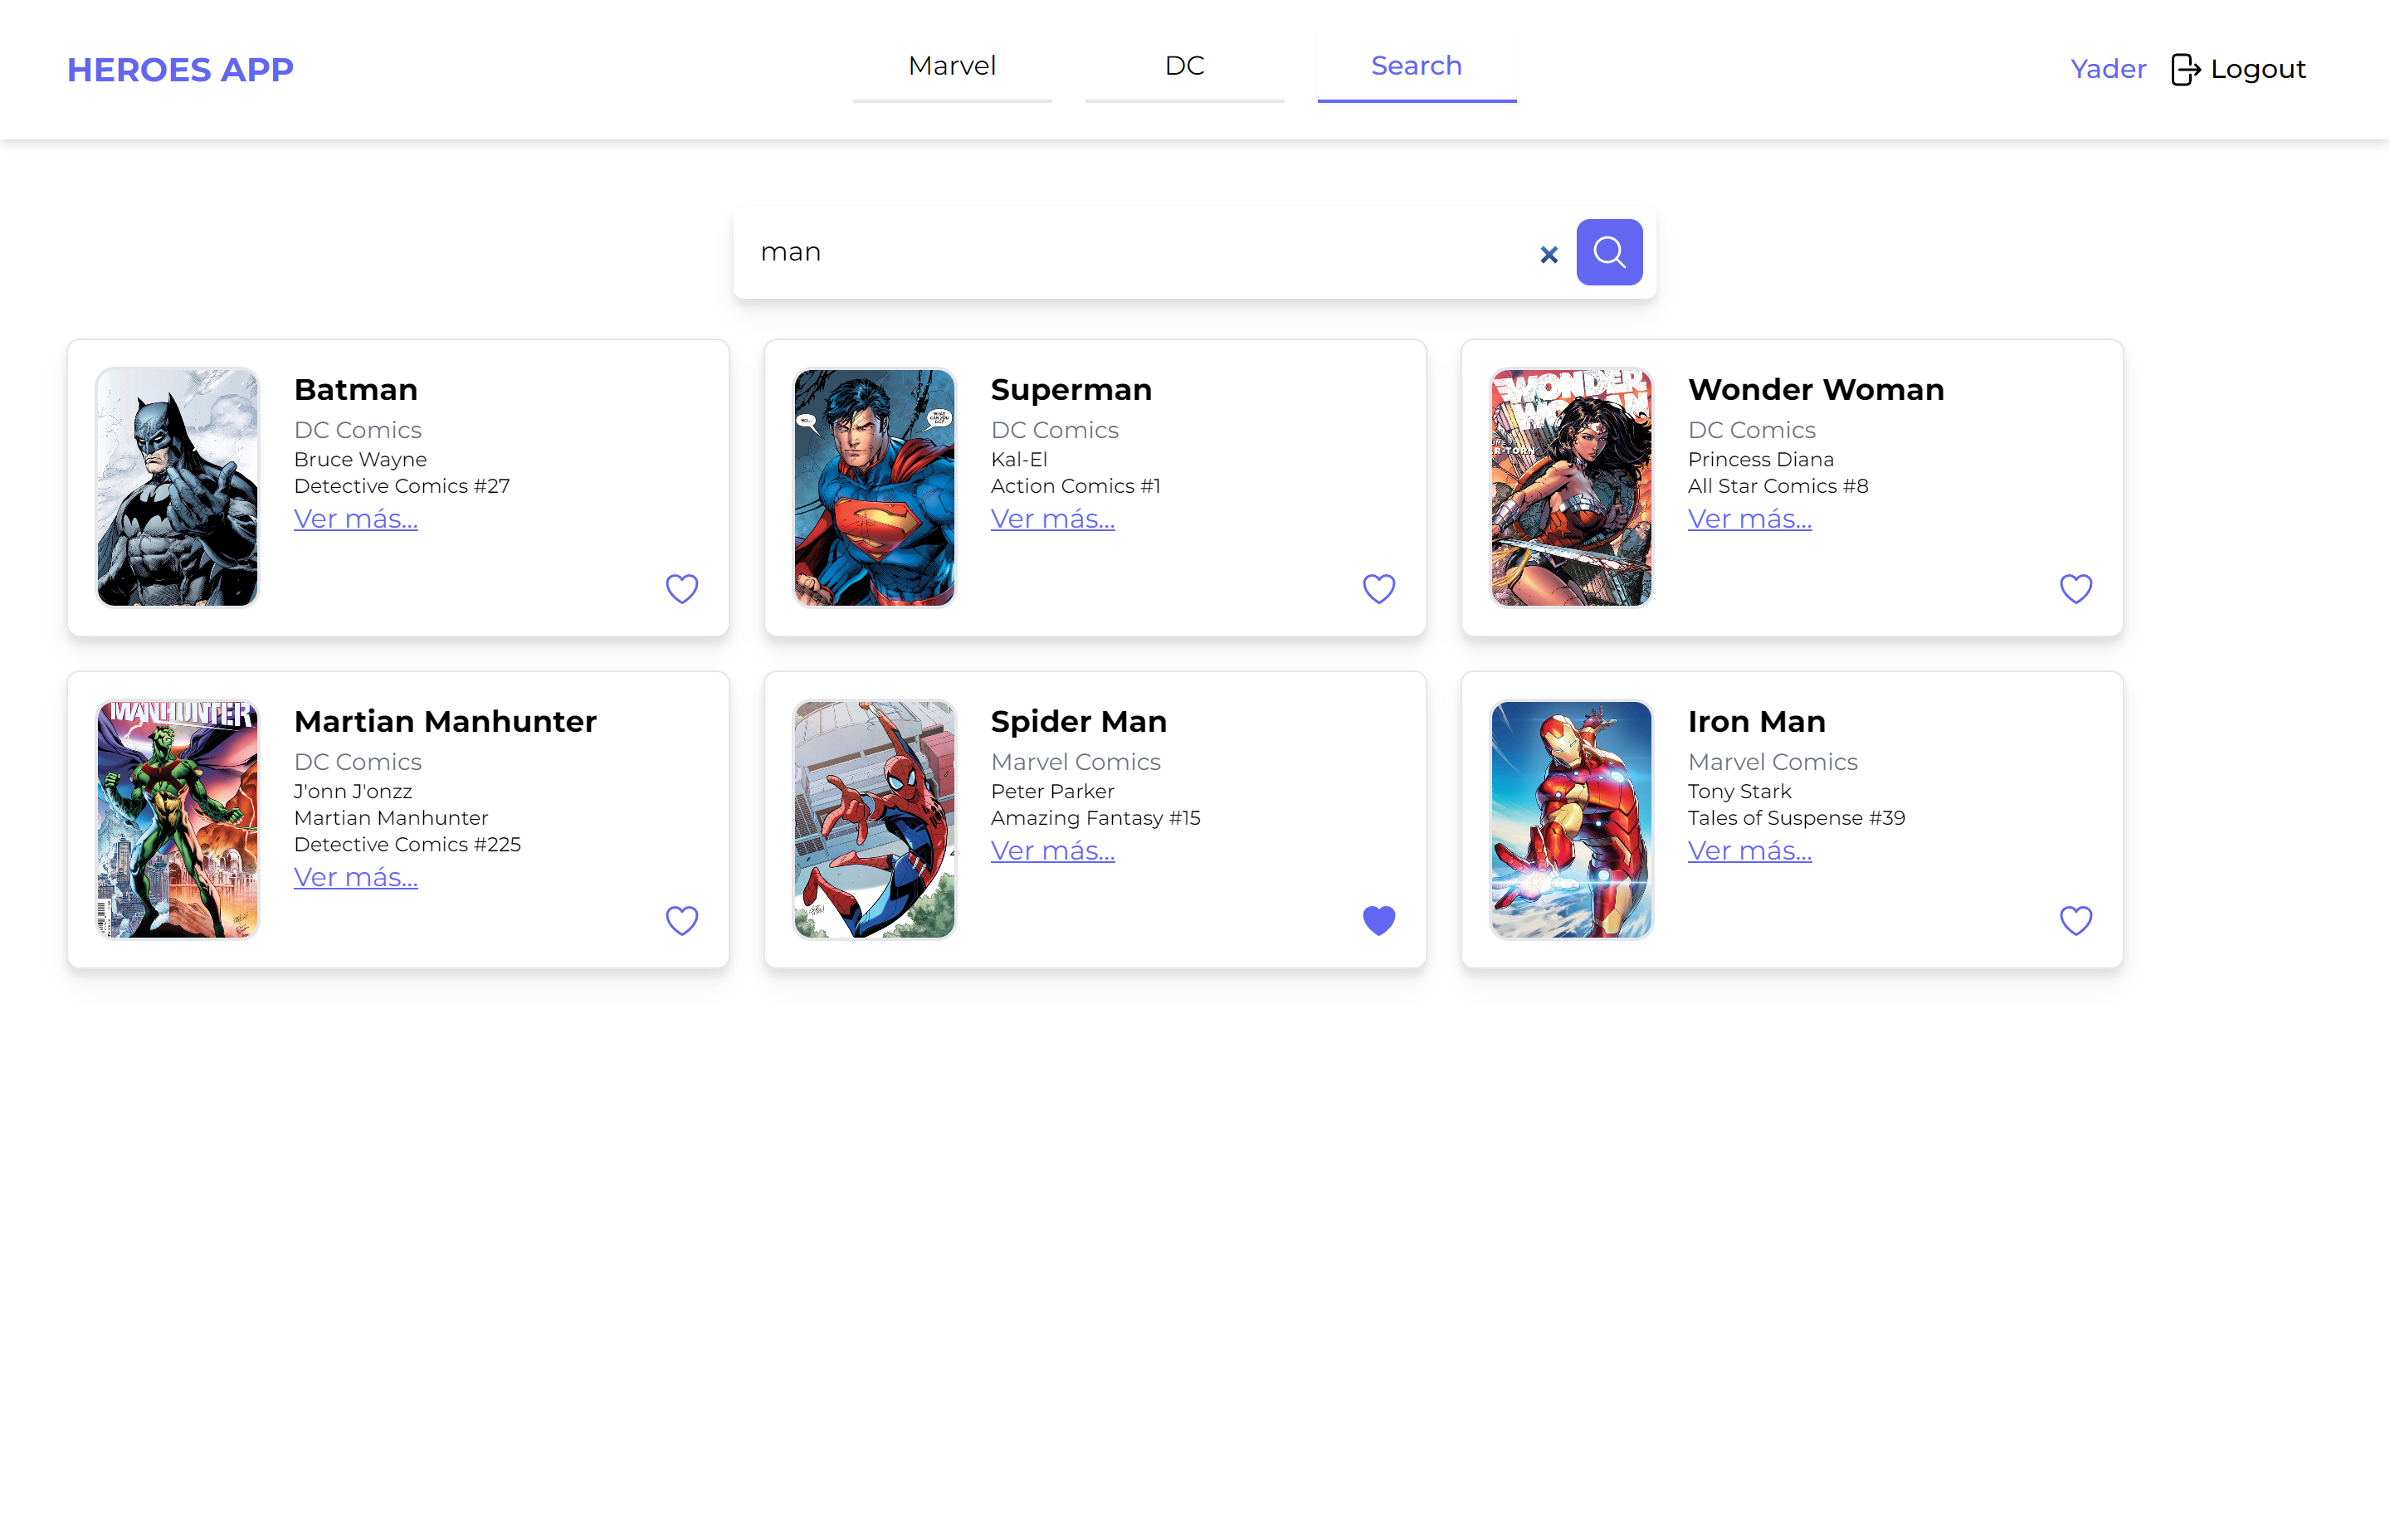 HEROES APP
Marvel
DC
Search
Yader
Logout
man
Batman
DC Comics
Bruce Wayne
Detective Comics #27
Ver más...
Superman
DC Comics
Kal-El
Action Comics #1
Ver más...
WONDER
Wonder Woman
DC Comics
Princess Diana
All Star Comics #8
Ver más...
MANHUNTER
Martian Manhunter
DC Comics
J'onn J'onzz
Martian Manhunter
Detective Comics #225
Ver más...
Spider Man
Marvel Comics
Peter Parker
Amazing Fantasy #15
Ver más...
Iron Man
Marvel Comics
Tony Stark
Tales of Suspense #39
Ver más...